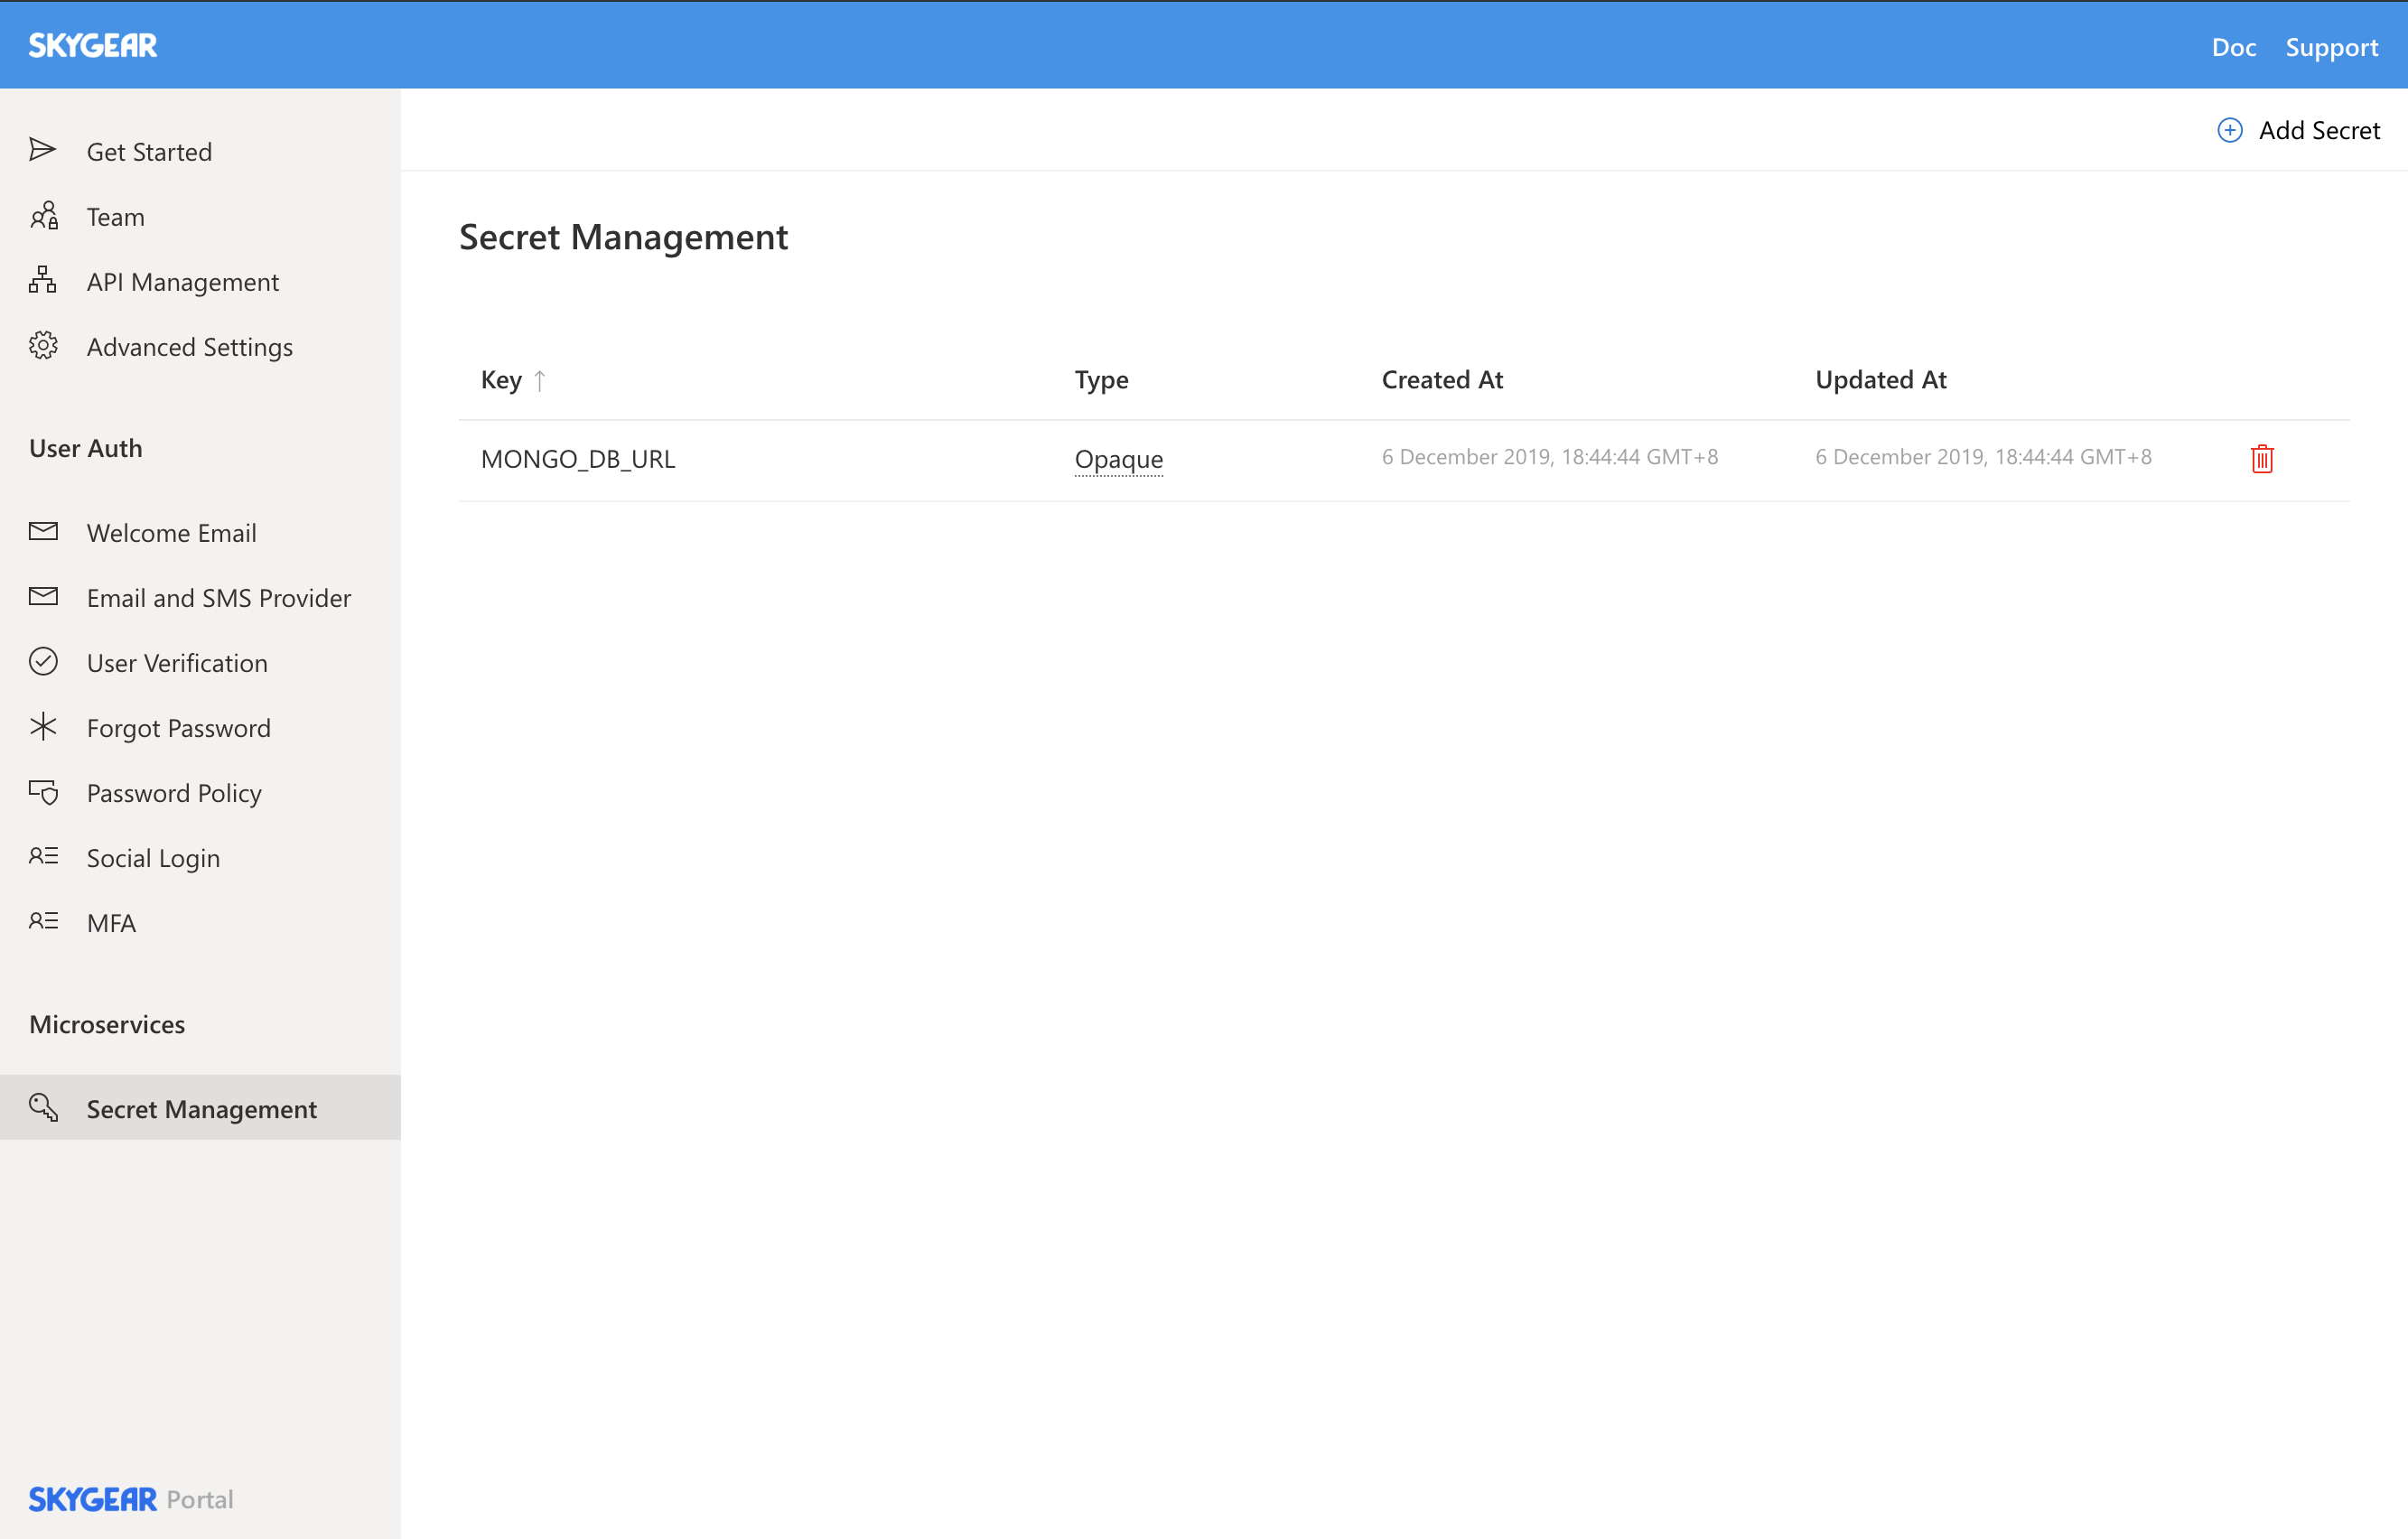 SKYGEAR
Doc Support
Add Secret
Get Started
Team
API Management
Advanced Settings
User Auth
Welcome Email
Email and SMS Provider
User Verification
Forgot Password
Password Policy
Social Login
MFA
Microservices
Secret Management
SKYGEAR Portal
Secret Management
Key ↑ Type Created At Updated At
MONGO_DB_URL Opaque 6 December 2019, 18:44:44 GMT+8 6 December 2019, 18:44:44 GMT+8